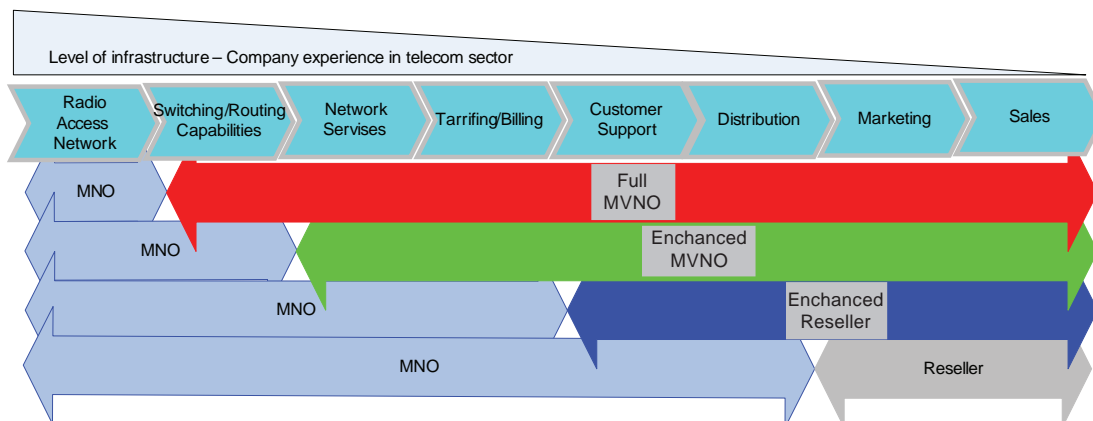 Level of infrastructure – Company experience in telecom sector
Radio
Access
Network
Switching/Routing
Capabilities
Network
Servises
Tarrifing/Billing
Customer
Support
Distribution
Marketing
Sales
MNO
Full
MVNO
MNO
Enchanced
MVNO
MNO
Enchanced
Reseller
MNO
Reseller